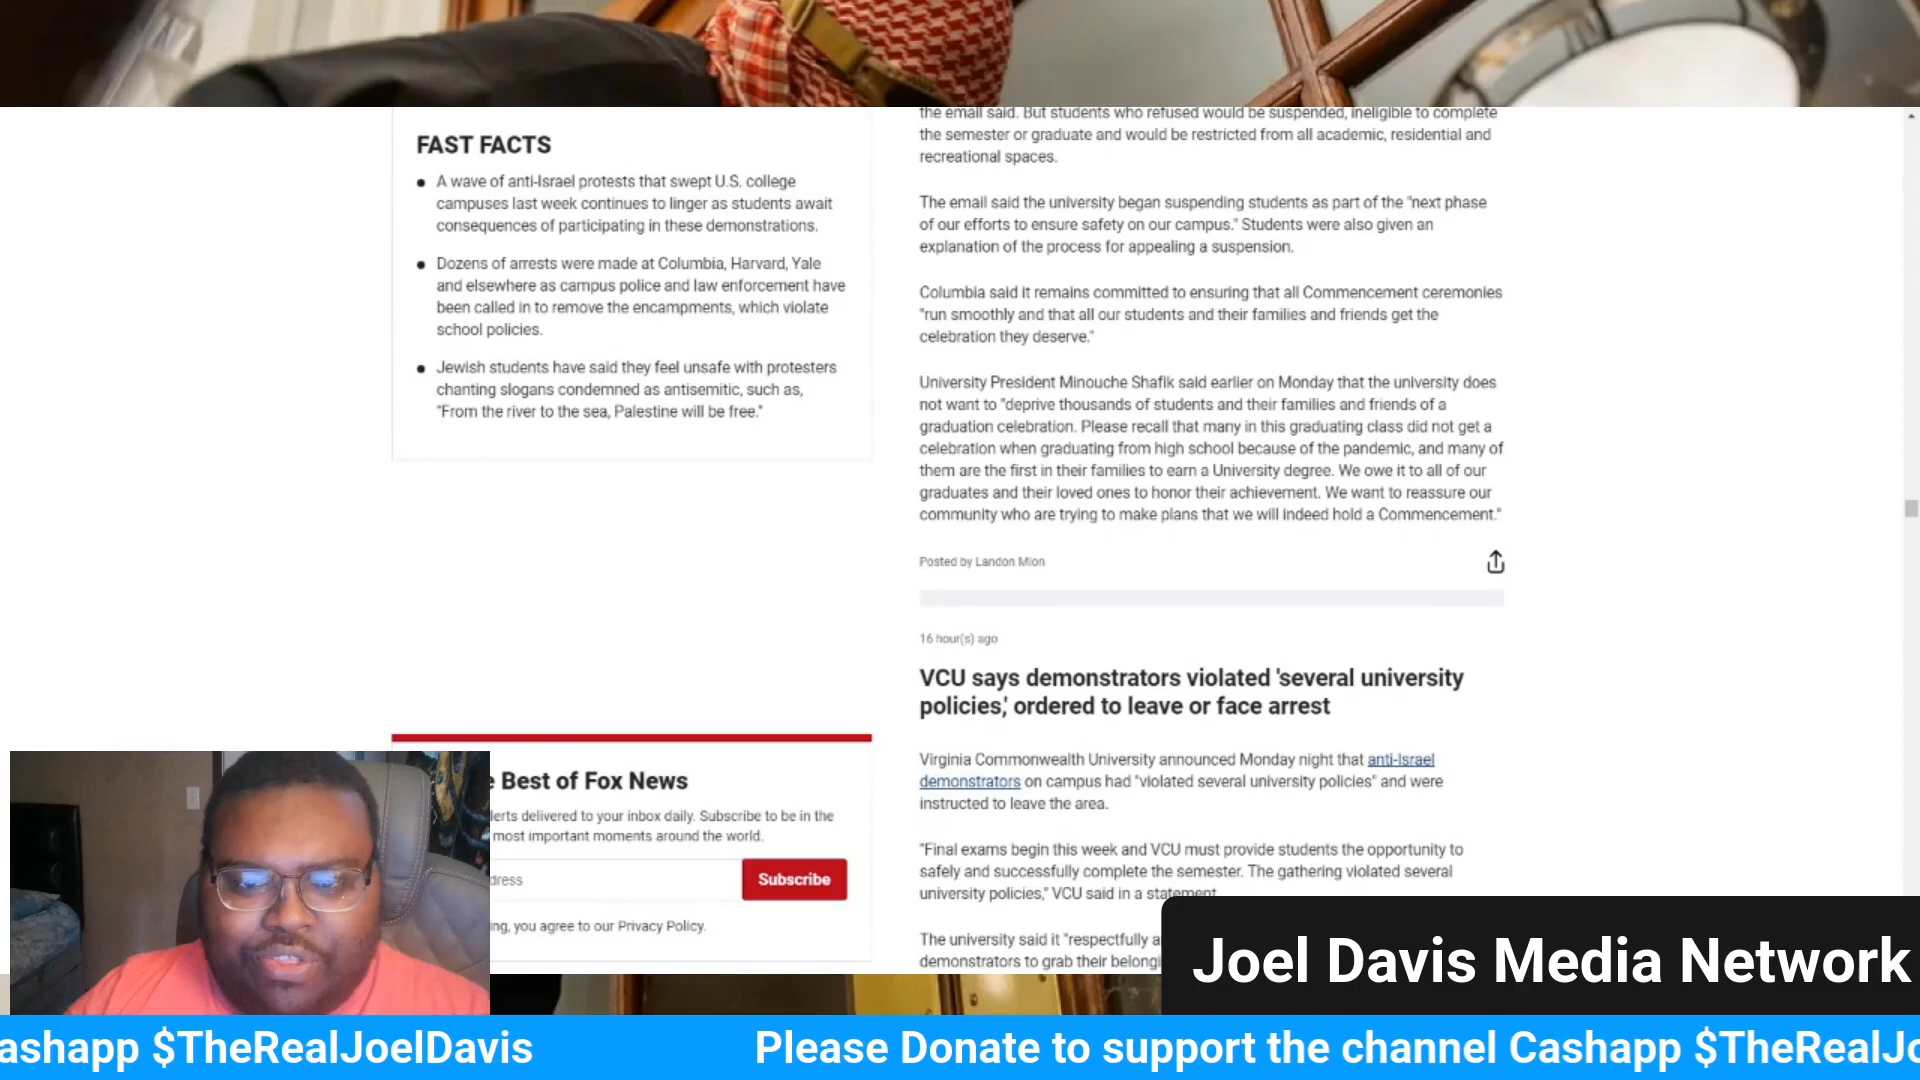 FAST FACTS
A wave of anti-Israel protests that swept U.S. college
campuses last week continues to linger as students await
consequences of participating in these demonstrations.
Dozens of arrests were made at Columbia, Harvard, Yale
and elsewhere as campus police and law enforcement have
been called in to remove the encampments, which violate
school policies.
Jewish students have said they feel unsafe with protesters
chanting slogans condemned as antisemitic, such as,
"From the river to the sea, Palestine will be free."
e Best of Fox News
lerts delivered to your inbox daily. Subscribe to be in the
most important moments around the world.
dress
Subscribe
ing, you agree to our Privacy Policy.
the email said. But students who refused would be suspended, ineligible to complete
the semester or graduate and would be restricted from all academic, residential and
recreational spaces.
The email said the university began suspending students as part of the "next phase
of our efforts to ensure safety on our campus." Students were also given an
explanation of the process for appealing a suspension.
Columbia said it remains committed to ensuring that all Commencement ceremonies
"run smoothly and that all our students and their families and friends get the
celebration they deserve."
University President Minouche Shafik said earlier on Monday that the university does
not want to "deprive thousands of students and their families and friends of a
graduation celebration. Please recall that many in this graduating class did not get a
celebration when graduating from high school because of the pandemic, and many of
them are the first in their families to earn a University degree. We owe it to all of our
graduates and their loved ones to honor their achievement. We want to reassure our
community who are trying to make plans that we will indeed hold a Commencement."
Posted by Landon Mion
16 hour(s) ago
VCU says demonstrators violated 'several university
policies,' ordered to leave or face arrest
Virginia Commonwealth University announced Monday night that anti-Israel
demonstrators on campus had "violated several university policies" and were
instructed to leave the area.
"Final exams begin this week and VCU must provide students the opportunity to
safely and successfully complete the semester. The gathering violated several
university policies," VCU said in a statement.
The university said it "respectfully a
demonstrators to grab their belongi
Joel Davis Media Network
ashapp $TheRealJoelDavis Please Donate to support the channel Cashapp $TheRealJo